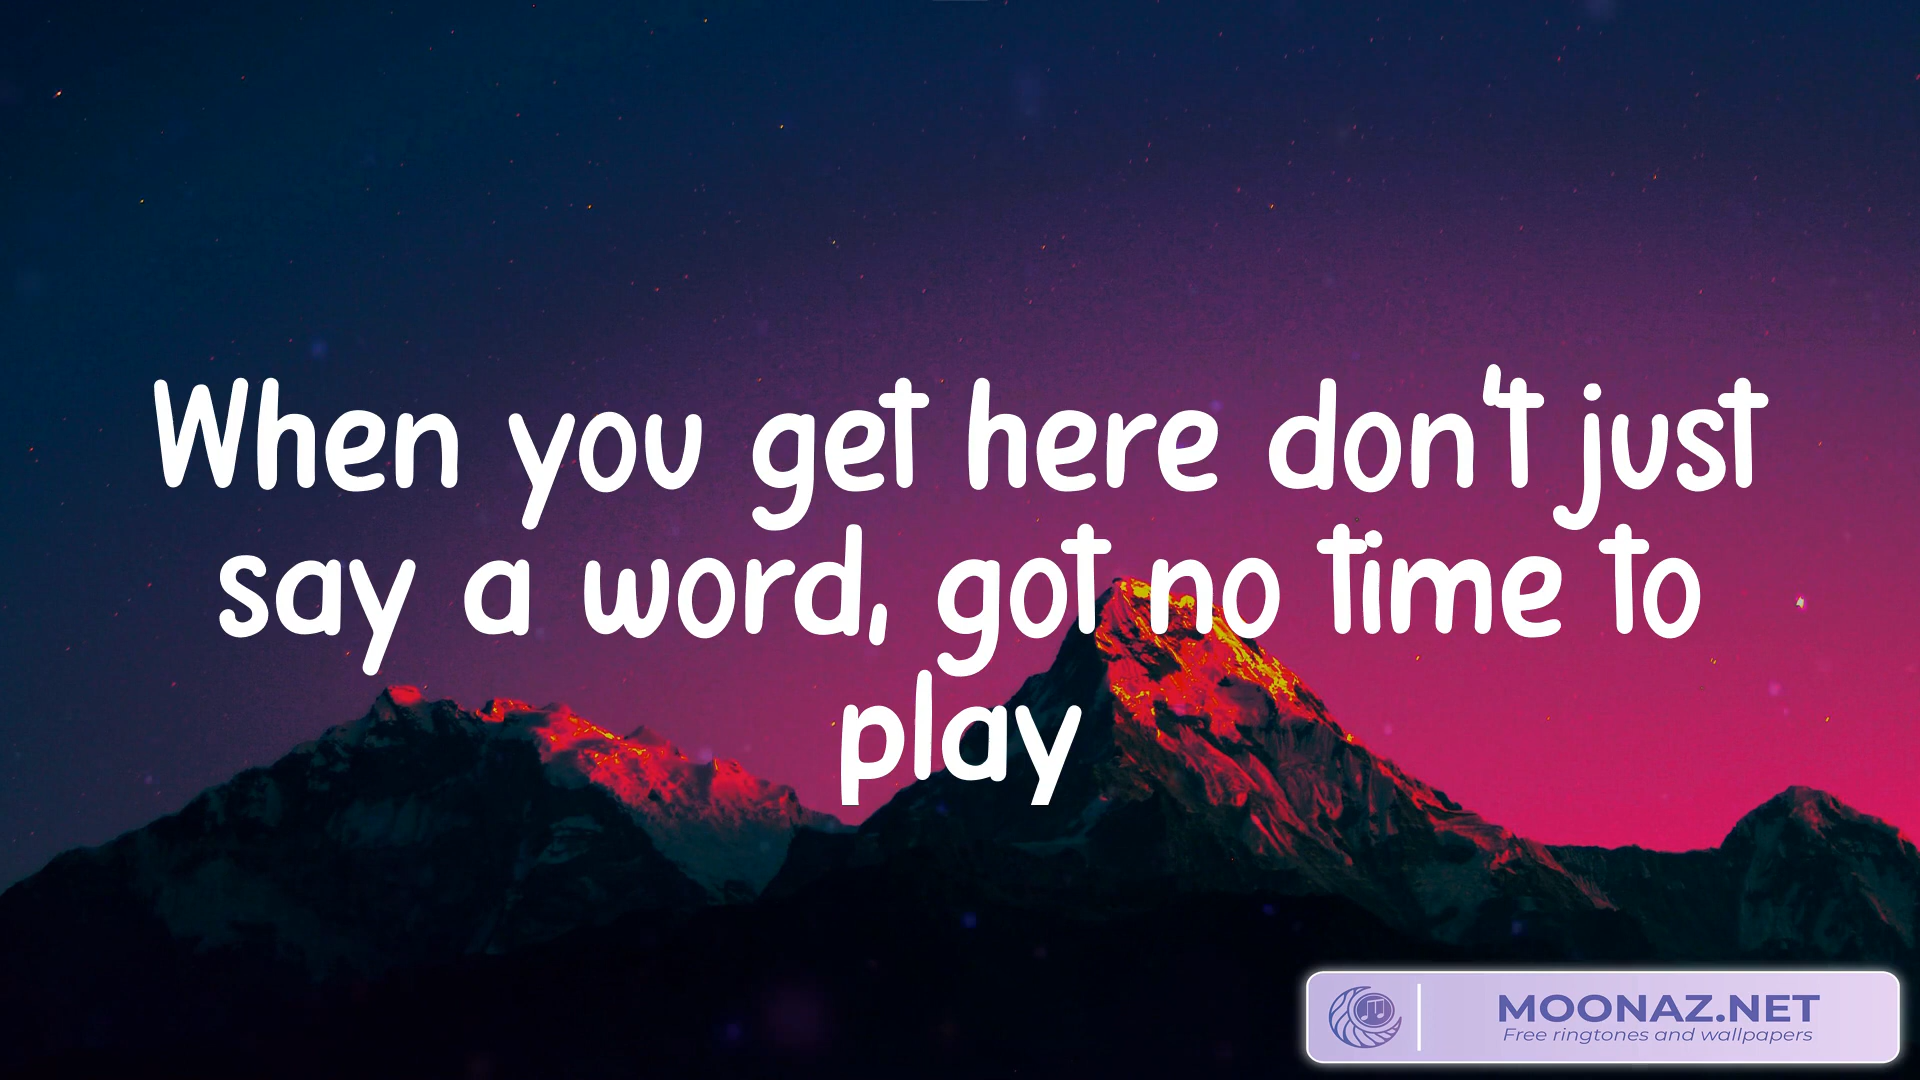 When you get here don't just
say a word, got no time to
play
MOONAZ.NET
Free ringtones and wallpapers